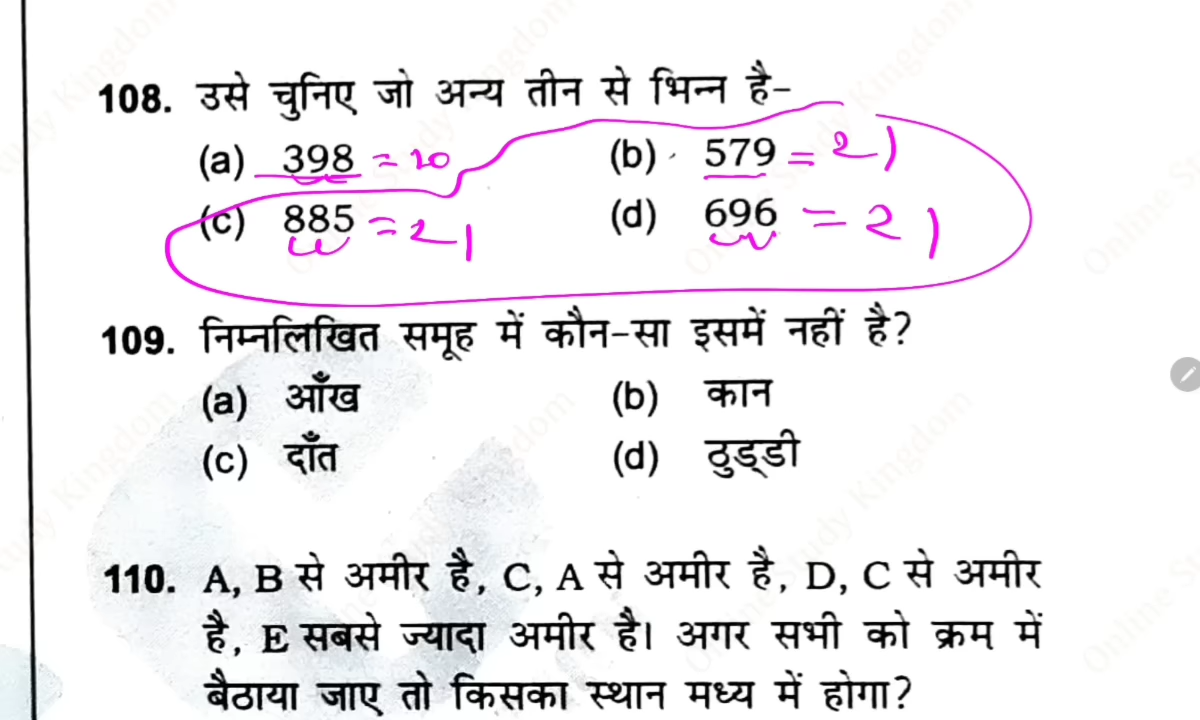 108. उसे चुनिए जो अन्य तीन से भिन्न है-
(a) 398 = 20 (b) 579 = 21
(c) 885 = 21 (d) 696 = 21
109. निम्नलिखित समूह में कौन-सा इसमें नहीं है?
(a) आँख (b) कान
(c) दाँत (d) ठुड्डी
110. A, B से अमीर है, C, A से अमीर है, D, C से अमीर
है, E सबसे ज्यादा अमीर है। अगर सभी को क्रम में
बैठाया जाए तो किसका स्थान मध्य में होगा?